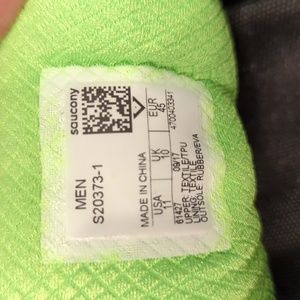 saucony
MEN
S20373-1
MADE IN CHINA
USA UK EUR
11 10 45
4700403341
61427 09/17
UPPER: TEXTILE/TPU
LINING: TEXTILE
OUTSOLE: RUBBER/EVA